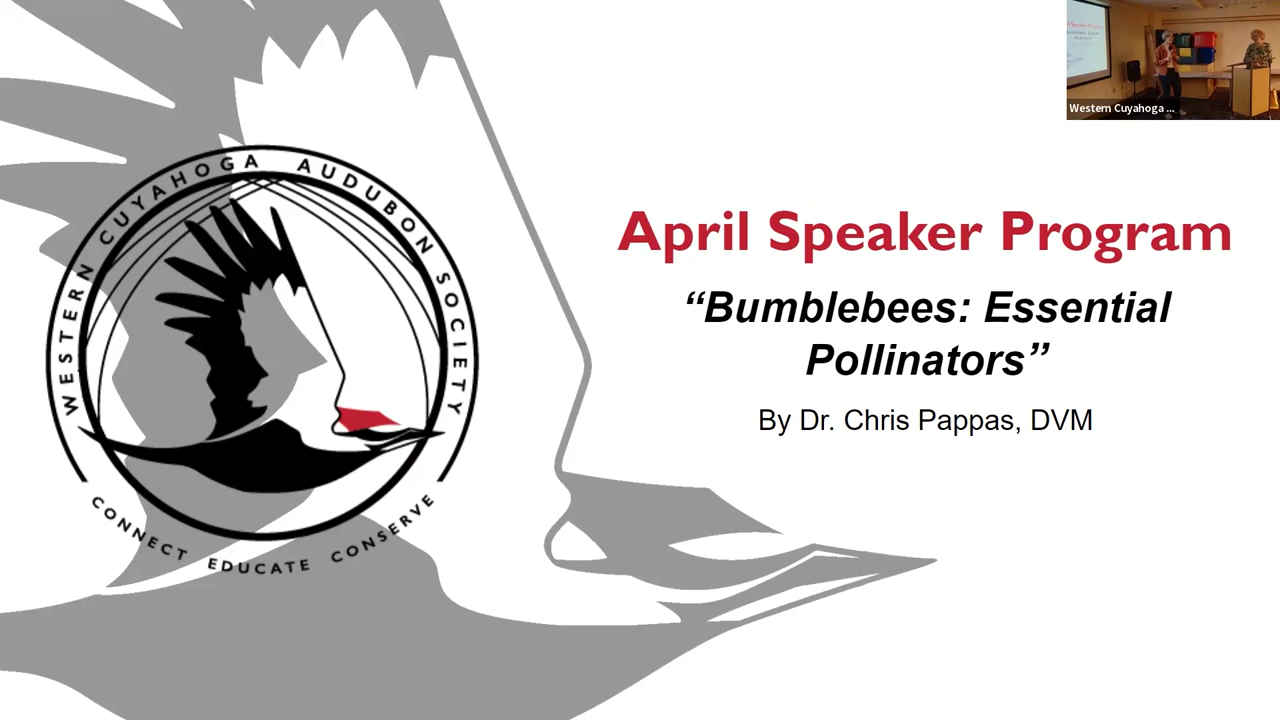 WESTERN CUYAHOGA AUDUBON SOCIETY
CONNECT EDUCATE CONSERVE
April Speaker Program
“Bumblebees: Essential
Pollinators”
By Dr. Chris Pappas, DVM
Western Cuyahoga ...